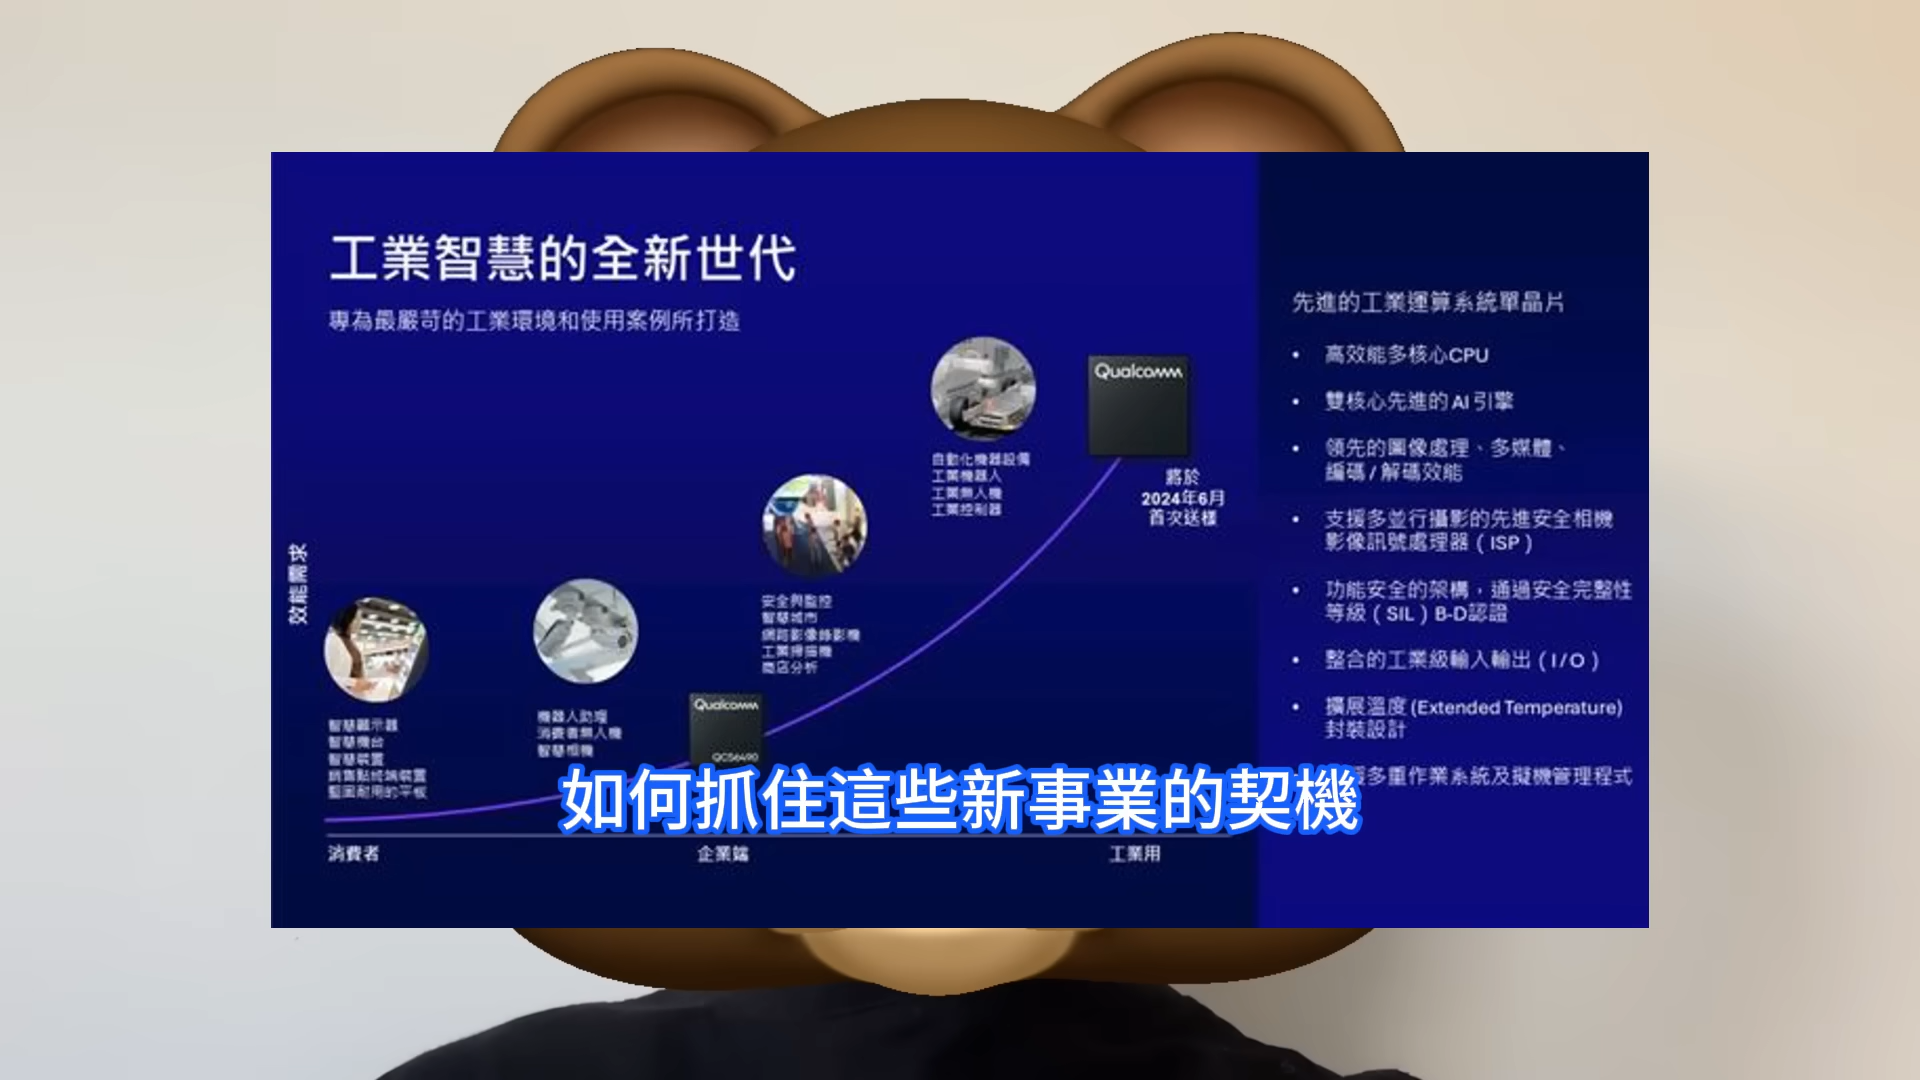 工業智慧的全新世代
專為最嚴苛的工業環境和使用案例所打造
效能需求
智慧顯示器
智慧機台
智慧裝置
銷售點終端裝置
堅固耐用的平板
機器人助理
消費者無人機
智慧相機
Qualcomm
QCS6490
安全與監控
智慧城市
網路影像錄影機
工業掃描機
商店分析
自動化機器設備
工業機器人
工業無人機
工業控制器
Qualcomm
將於
2024年6月
首次送樣
消費者
企業端
工業用
先進的工業運算系統單晶片
• 高效能多核心CPU
• 雙核心先進的 AI 引擎
• 領先的圖像處理、多媒體、
編碼 / 解碼效能
• 支援多並行攝影的先進安全相機
影像訊號處理器 ( ISP )
• 功能安全的架構，通過安全完整性
等級 ( SIL ) B-D認證
• 整合的工業級輸入輸出 ( I / O )
• 擴展溫度 (Extended Temperature)
封裝設計
多重作業系統及擬機管理程式
如何抓住這些新事業的契機